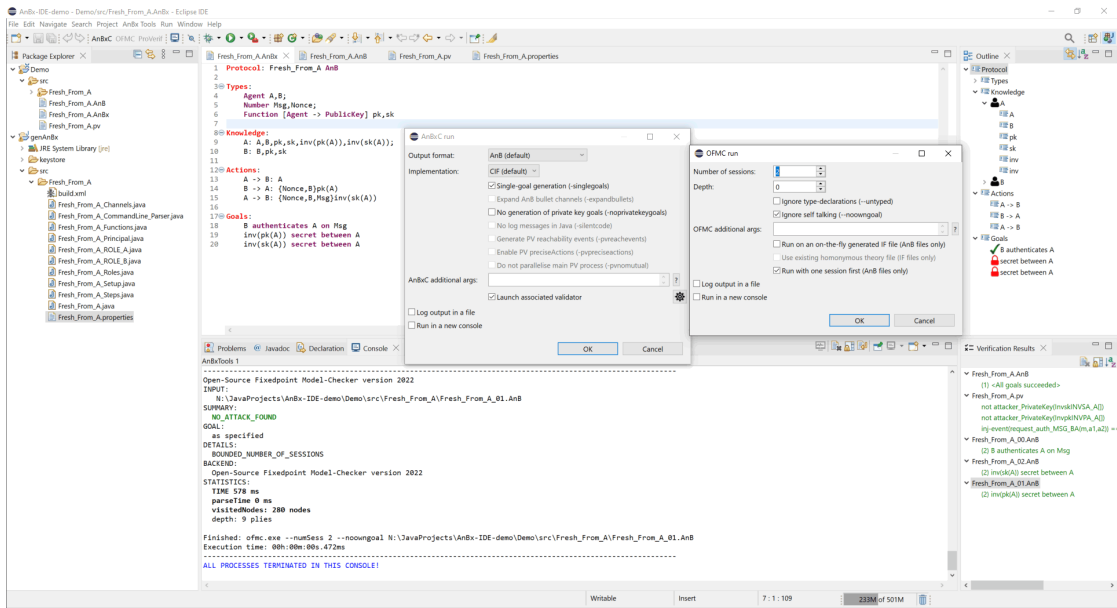 AnBx-IDE-demo - Demo/src/Fresh_From_A.AnBx - Eclipse IDE
File Edit Navigate Search Project AnBx Tools Run Window Help
AnBxC OFMC ProVerif
Package Explorer
Demo
src
Fresh_From_A
Fresh_From_A.AnB
Fresh_From_A.AnBx
Fresh_From_A.pv
genAnBx
JRE System Library [jre]
keystore
src
Fresh_From_A
build.xml
Fresh_From_A_Channels.java
Fresh_From_A_CommandLine_Parser.java
Fresh_From_A_Functions.java
Fresh_From_A_Principal.java
Fresh_From_A_ROLE_A.java
Fresh_From_A_ROLE_B.java
Fresh_From_A_Roles.java
Fresh_From_A_Setup.java
Fresh_From_A_Steps.java
Fresh_From_A.java
Fresh_From_A.properties
Fresh_From_A.AnBx Fresh_From_A.AnB Fresh_From_A.pv Fresh_From_A.properties
1 Protocol: Fresh_From_A AnB
2
3 Types:
4 Agent A,B;
5 Number Msg,Nonce;
6 Function [Agent -> PublicKey] pk,sk
7
8 Knowledge:
9 A: A,B,pk,sk,inv(pk(A)),inv(sk(A));
10 B: B,pk,sk
11
12 Actions:
13 A -> B: A
14 B -> A: {Nonce,B}pk(A)
15 A -> B: {Nonce,B,Msg}inv(sk(A))
16
17 Goals:
18 B authenticates A on Msg
19 inv(pk(A)) secret between A
20 inv(sk(A)) secret between A
AnBxC run
Output format: AnB (default)
Implementation: CIF (default)
Single-goal generation (-singlegoals)
Expand AnB bullet channels (-expandbullets)
No generation of private key goals (-noprivatekeygoals)
No log messages in Java (-silentcode)
Generate PV reachability events (-pvreachevents)
Enable PV preciseActions (-pvpreciseactions)
Do not parallelise main PV process (-pvnomutual)
AnBxC additional args: ?
Launch associated validator
Log output in a file
Run in a new console
OK Cancel
OFMC run
Number of sessions: 2
Depth: 0
Ignore type-declarations (--untyped)
Ignore self talking (--noowngoal)
OFMC additional args: ?
Run on an on-the-fly generated IF file (AnB files only)
Use existing homonymous theory file (IF files only)
Run with one session first (AnB files only)
Log output in a file
Run in a new console
OK Cancel
Outline
Protocol
Types
Knowledge
A
A
B
pk
sk
inv
inv
B
Actions
A -> B
B -> A
A -> B
Goals
B authenticates A
secret between A
secret between A
Problems Javadoc Declaration Console
AnBxTools 1
Open-Source Fixedpoint Model-Checker version 2022
INPUT:
N:\JavaProjects\AnBx-IDE-demo\Demo\src\Fresh_From_A\Fresh_From_A_01.AnB
SUMMARY:
NO_ATTACK_FOUND
GOAL:
as specified
DETAILS:
BOUNDED_NUMBER_OF_SESSIONS
BACKEND:
Open-Source Fixedpoint Model-Checker version 2022
STATISTICS:
TIME 578 ms
parseTime 0 ms
visitedNodes: 280 nodes
depth: 9 plies
Finished: ofmc.exe --numSess 2 --noowngoal N:\JavaProjects\AnBx-IDE-demo\Demo\src\Fresh_From_A\Fresh_From_A_01.AnB
Execution time: 00h:00m:00s.472ms
ALL PROCESSES TERMINATED IN THIS CONSOLE!
Verification Results
Fresh_From_A.AnB
(1) <All goals succeeded>
Fresh_From_A.pv
not attacker_PrivateKey(InvskINVSA_A[])
not attacker_PrivateKey(InvpkINVPA_A[])
inj-event(request_auth_MSG_BA(m,a1,a2)) =
Fresh_From_A_00.AnB
(2) B authenticates A on Msg
Fresh_From_A_02.AnB
(2) inv(sk(A)) secret between A
Fresh_From_A_01.AnB
(2) inv(pk(A)) secret between A
Writable Insert 7 : 1 : 109 233M of 501M